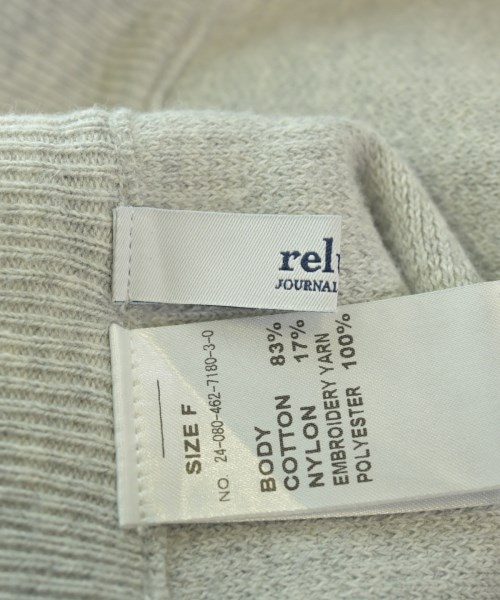 rel
JOURNAL
SIZE F
NO. 24-080-462-7180-3-0
BODY
COTTON 83%
NYLON 17%
EMBROIDERY YARN
POLYESTER 100%